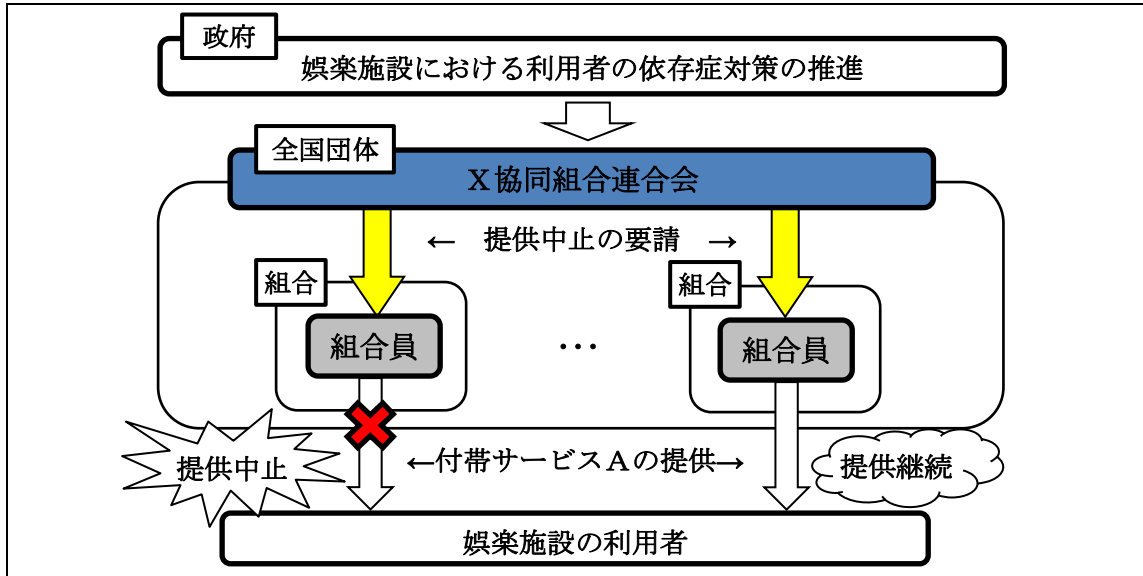 政府
娯楽施設における利用者の依存症対策の推進
全国団体
X協同組合連合会
← 提供中止の要請 →
組合
組合
組合員
…
組合員
提供中止
←付帯サービスAの提供→
提供継続
娯楽施設の利用者